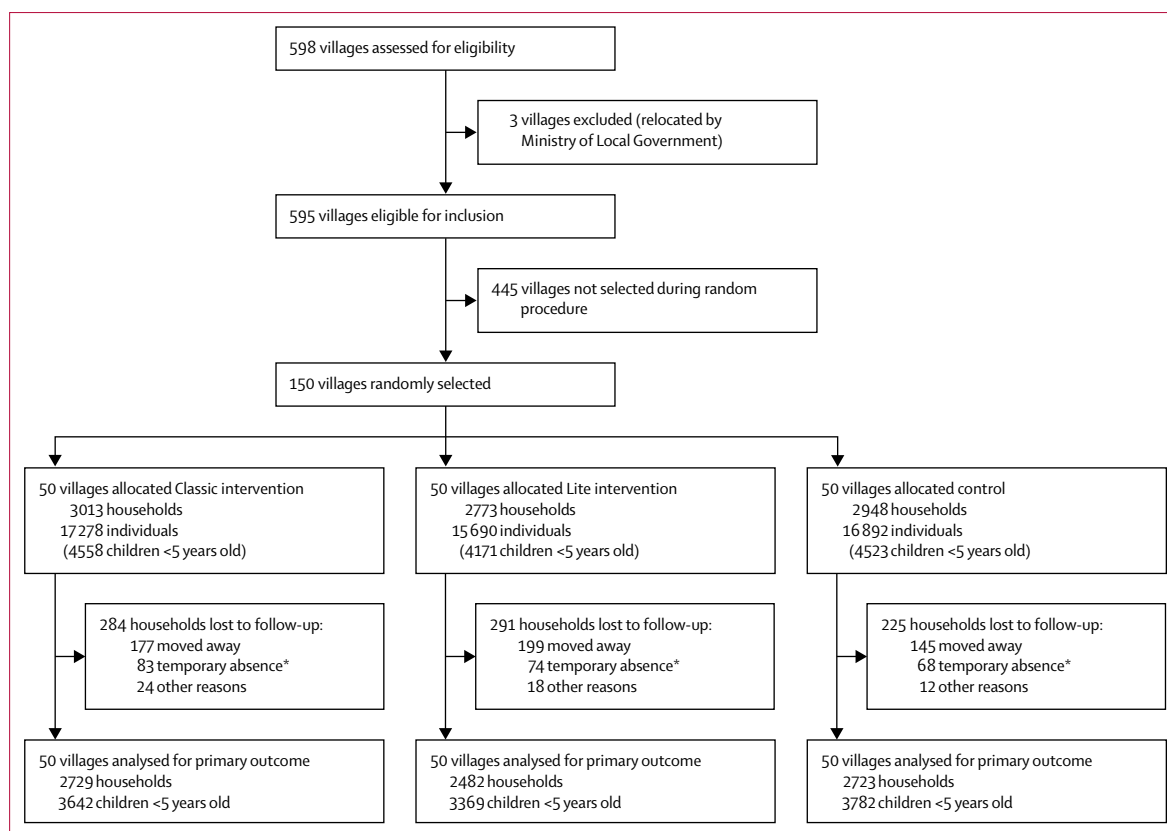 598 villages assessed for eligibility
3 villages excluded (relocated by
Ministry of Local Government)
595 villages eligible for inclusion
445 villages not selected during random
procedure
150 villages randomly selected
50 villages allocated Classic intervention
3013 households
17 278 individuals
(4558 children <5 years old)
50 villages allocated Lite intervention
2773 households
15 690 individuals
(4171 children <5 years old)
50 villages allocated control
2948 households
16 892 individuals
(4523 children <5 years old)
284 households lost to follow-up:
177 moved away
83 temporary absence*
24 other reasons
291 households lost to follow-up:
199 moved away
74 temporary absence*
18 other reasons
225 households lost to follow-up:
145 moved away
68 temporary absence*
12 other reasons
50 villages analysed for primary outcome
2729 households
3642 children <5 years old
50 villages analysed for primary outcome
2482 households
3369 children <5 years old
50 villages analysed for primary outcome
2723 households
3782 children <5 years old